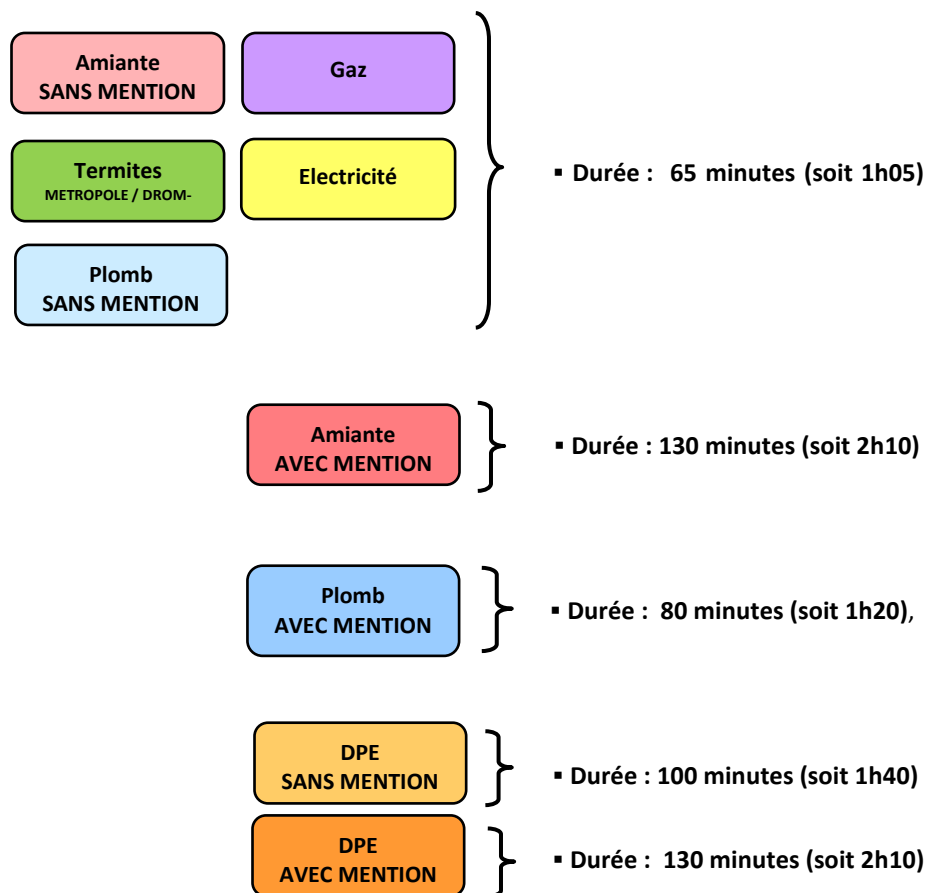 Amiante
SANS MENTION
Gaz
Termites
METROPOLE / DROM-
Electricité
▪ Durée : 65 minutes (soit 1h05)
Plomb
SANS MENTION
Amiante
AVEC MENTION
▪ Durée : 130 minutes (soit 2h10)
Plomb
AVEC MENTION
▪ Durée : 80 minutes (soit 1h20),
DPE
SANS MENTION
▪ Durée : 100 minutes (soit 1h40)
DPE
AVEC MENTION
▪ Durée : 130 minutes (soit 2h10)